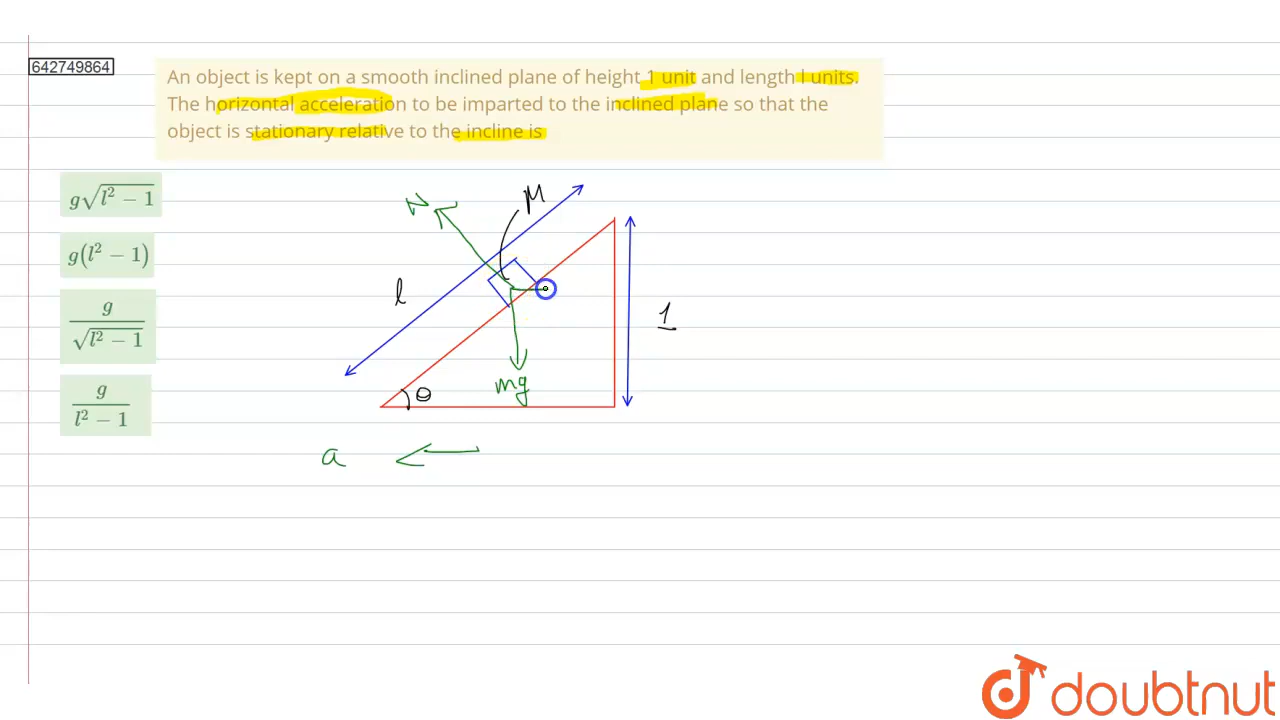 642749864
An object is kept on a smooth inclined plane of height 1 unit and length l units.
The horizontal acceleration to be imparted to the inclined plane so that the
object is stationary relative to the incline is
g√(l² − 1)
g(l² − 1)
g/√(l² − 1)
g/(l² − 1)
N
M
l
1
θ
mg
a
doubtnut